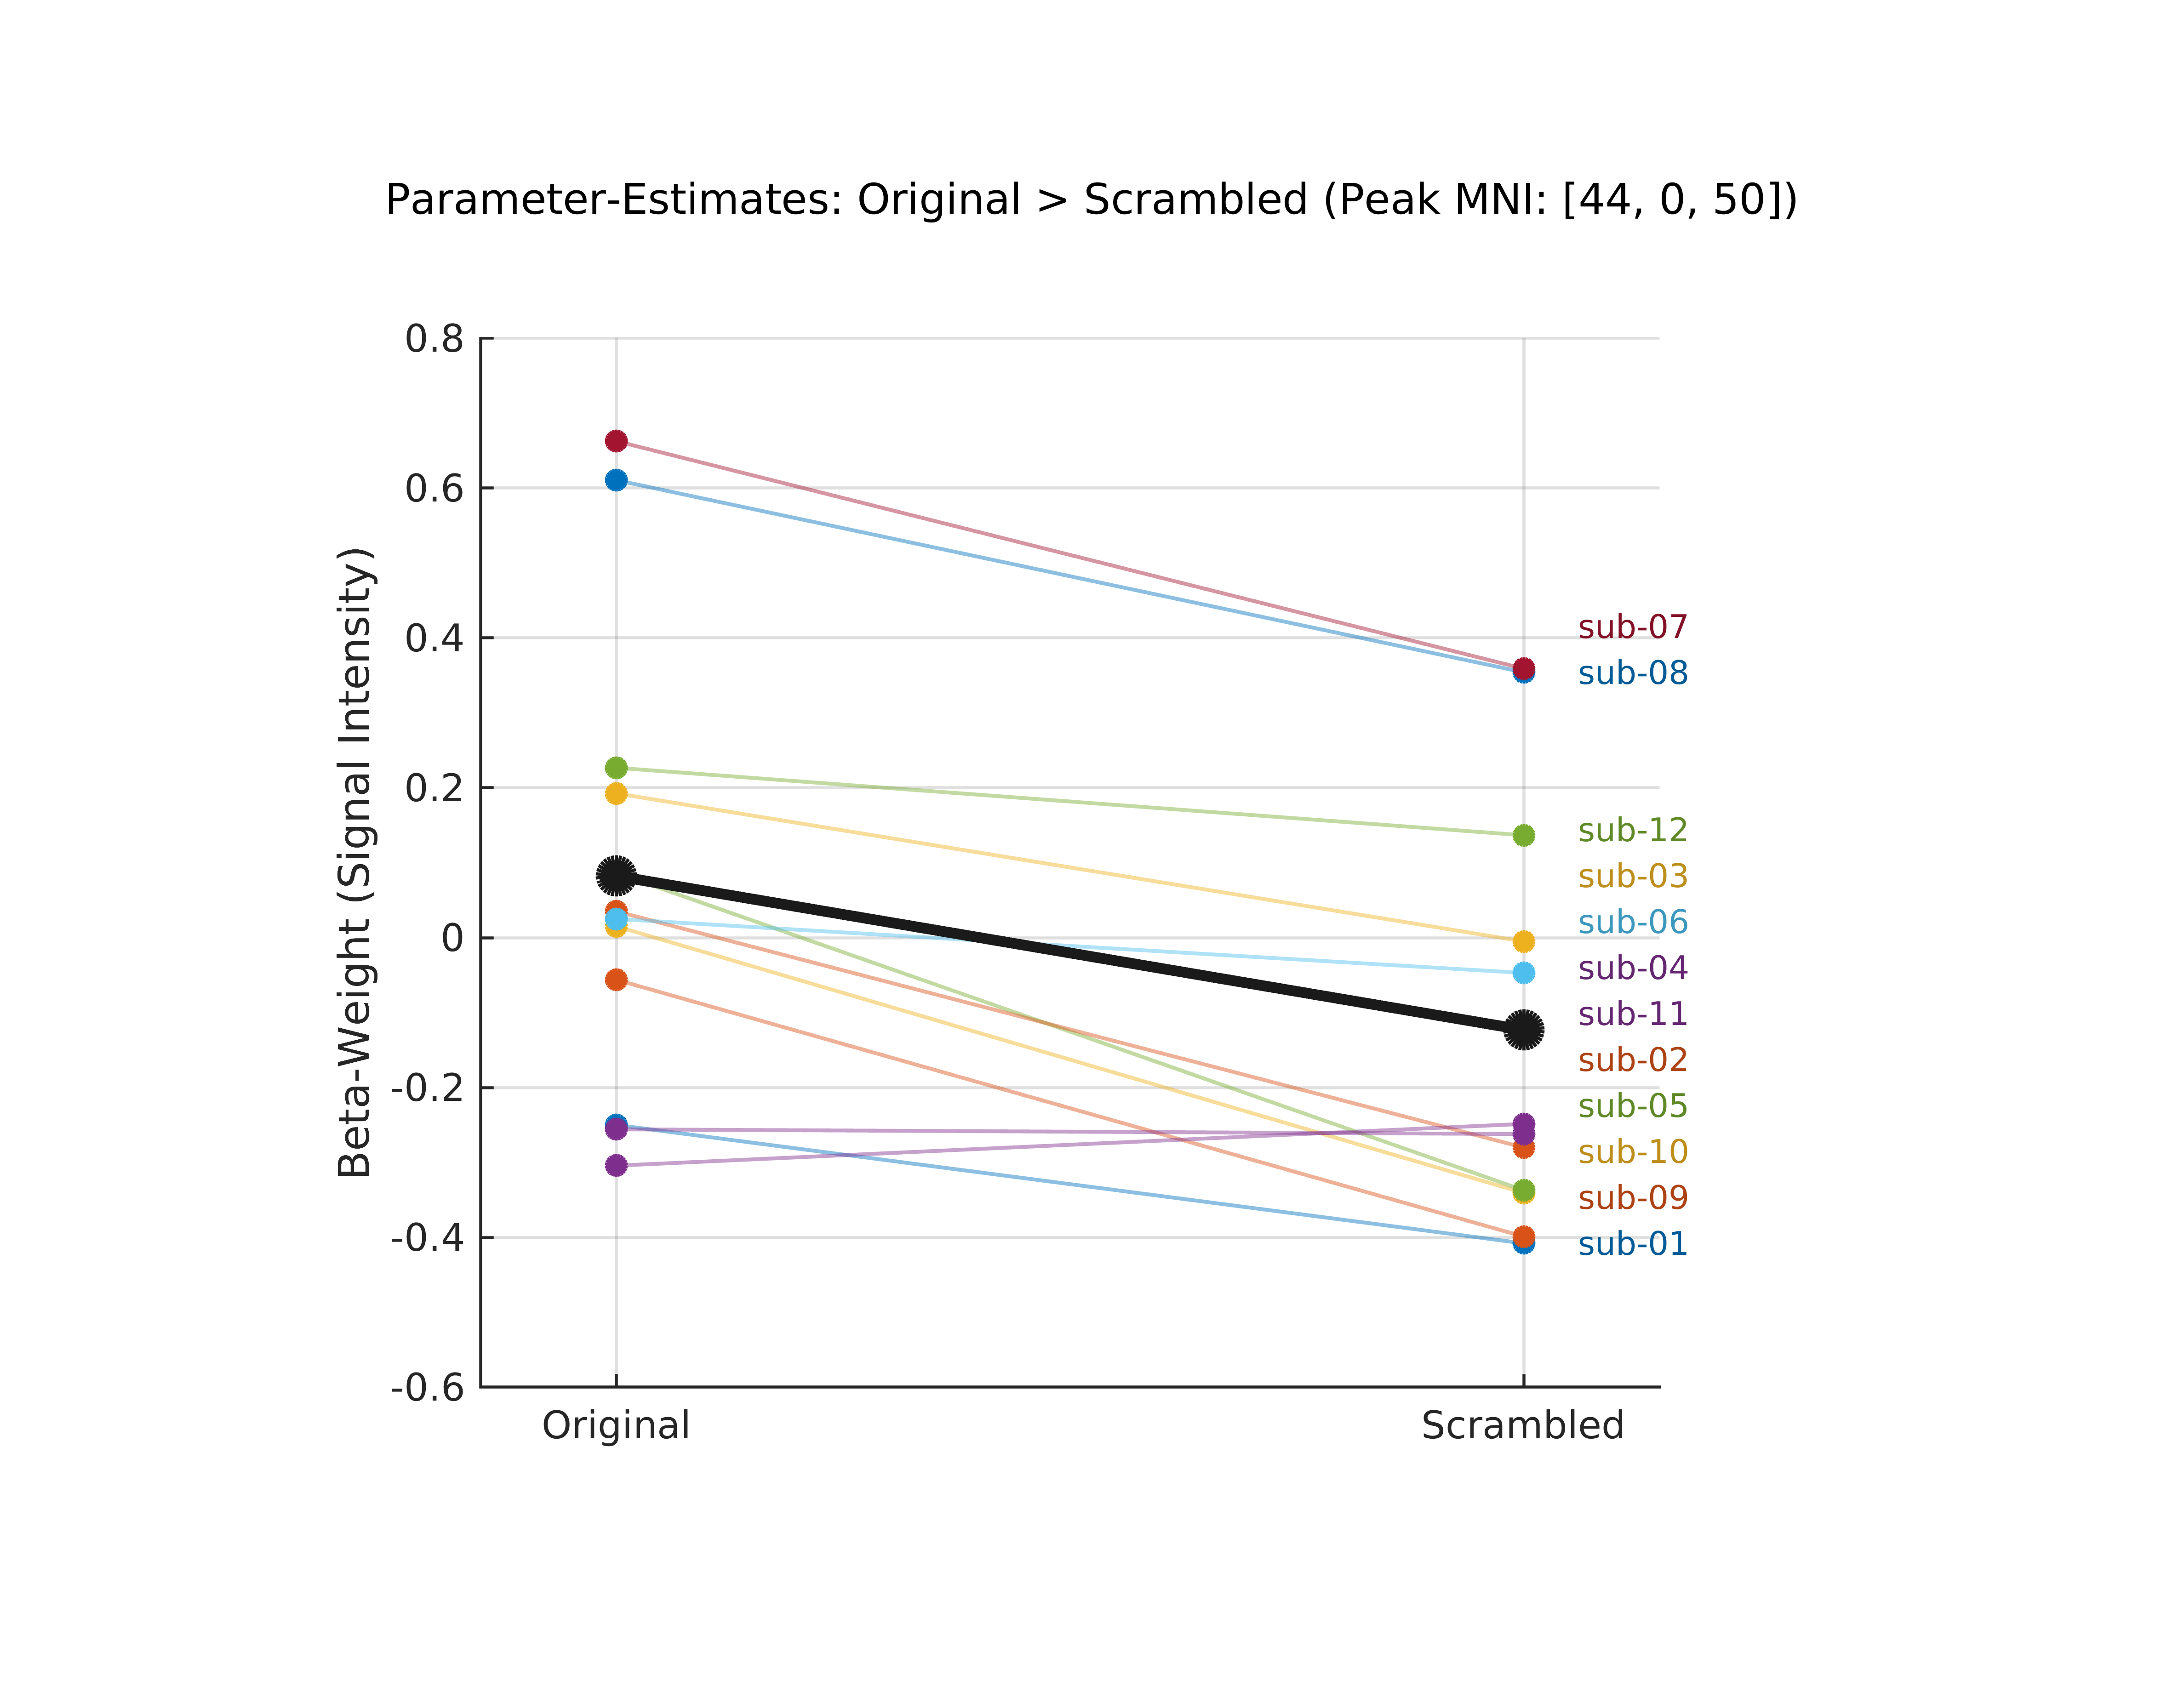 Parameter-Estimates: Original > Scrambled (Peak MNI: [44, 0, 50])
Beta-Weight (Signal Intensity)
0.8
0.6
0.4
0.2
0
-0.2
-0.4
-0.6
Original
Scrambled
sub-07
sub-08
sub-12
sub-03
sub-06
sub-04
sub-11
sub-02
sub-05
sub-10
sub-09
sub-01